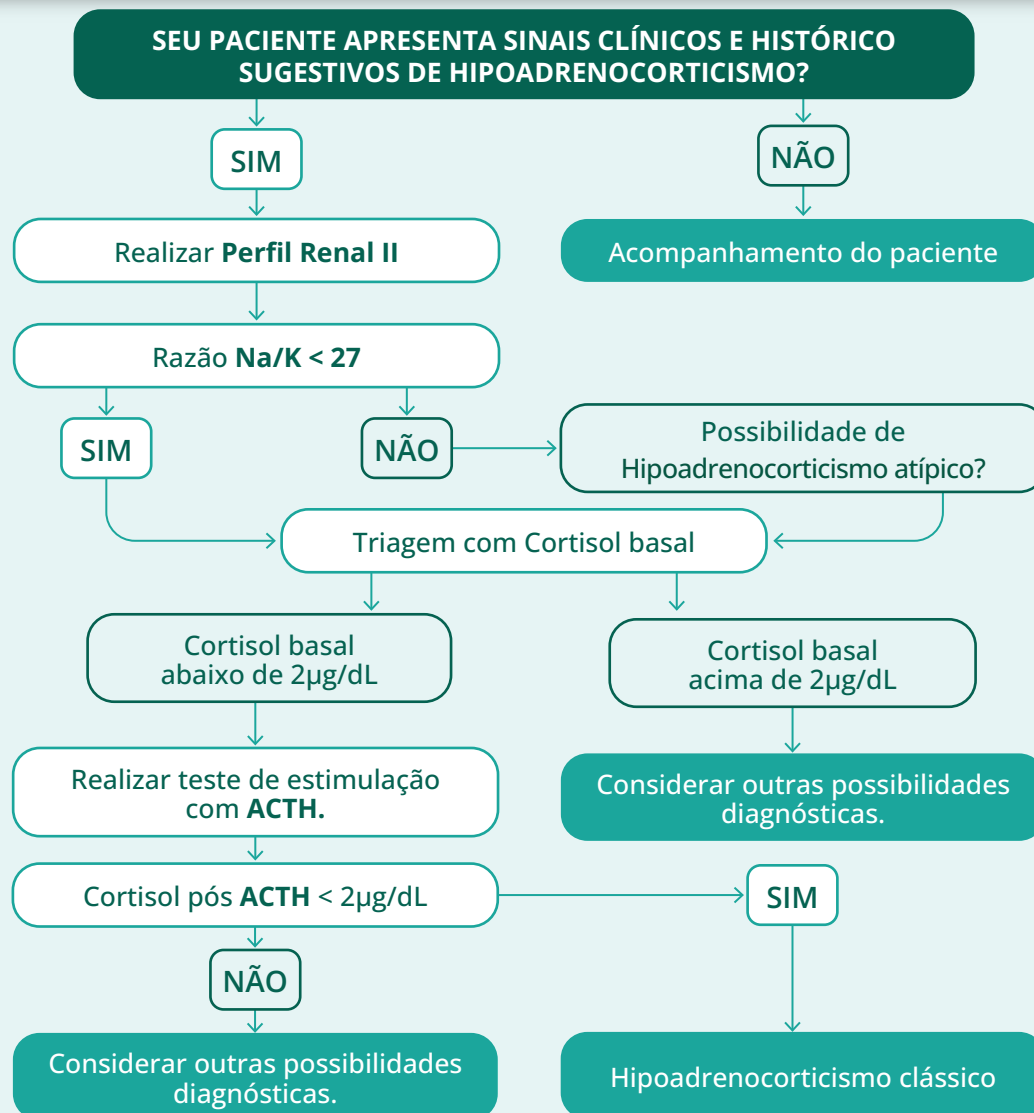 SEU PACIENTE APRESENTA SINAIS CLÍNICOS E HISTÓRICO
SUGESTIVOS DE HIPOADRENOCORTICISMO?
SIM
NÃO
Realizar Perfil Renal II
Acompanhamento do paciente
Razão Na/K < 27
SIM
NÃO
Possibilidade de
Hipoadrenocorticismo atípico?
Triagem com Cortisol basal
Cortisol basal
abaixo de 2µg/dL
Cortisol basal
acima de 2µg/dL
Realizar teste de estimulação
com ACTH.
Considerar outras possibilidades
diagnósticas.
Cortisol pós ACTH < 2µg/dL
SIM
NÃO
Considerar outras possibilidades
diagnósticas.
Hipoadrenocorticismo clássico